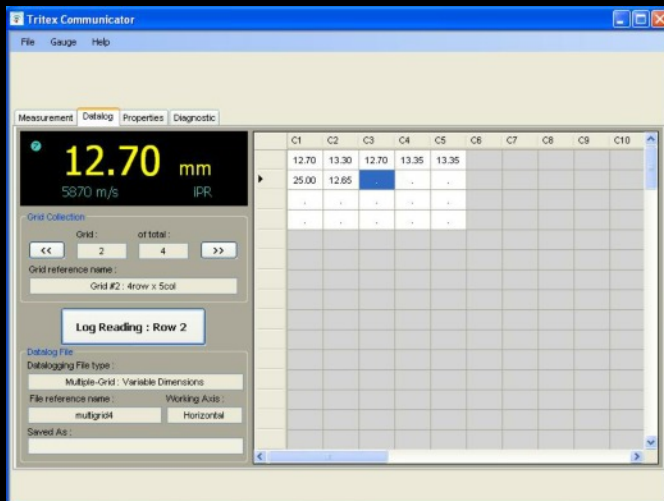 Tritex Communicator
File Gauge Help
Measurement Datalog Properties Diagnostic
12.70 mm
5870 m/s IPR
Grid Collection
Grid : of total :
<< 2 4 >>
Grid reference name :
Grid #2 : 4row x 5col
Log Reading : Row 2
Datalog File
Datalogging File type :
Multiple-Grid : Variable Dimensions
File reference name : Working Axis :
multigrid4 Horizontal
Saved As :
C1 C2 C3 C4 C5 C6 C7 C8 C9 C10
12.70 13.30 12.70 13.35 13.35
25.00 12.65 . . .
. . . . .
. . . . .